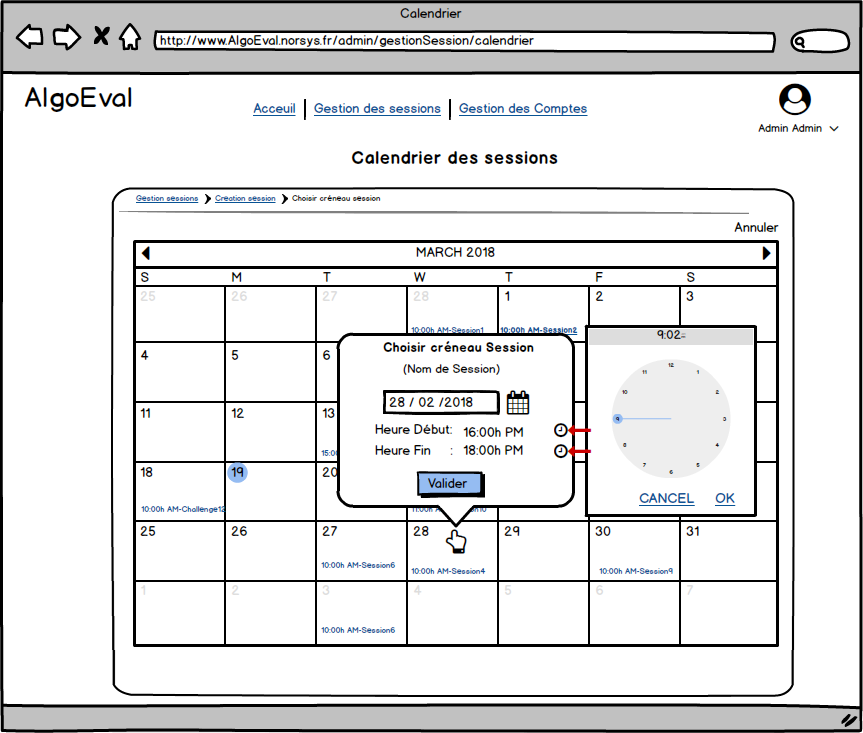 Calendrier
http://www.AlgoEval.norsys.fr/admin/gestionSession/calendrier
AlgoEval
Acceuil
Gestion des sessions
Gestion des Comptes
Admin Admin
Calendrier des sessions
Gestion sessions
Création session
Choisir créneau session
Annuler
MARCH 2018
S M T W T F S
25 26 27 28 1 2 3
10:00h AM-Session1 10:00h AM-Session2
4 5 6
11 12 13
15:00
18 19 20
10:00h AM-Challenge12
25 26 27 28 29 30 31
10:00h AM-Session6 10:00h AM-Session4 10:00h AM-Session9
1 2 3 4 5 6 7
10:00h AM-Session6
Choisir créneau Session
(Nom de Session)
28 / 02 /2018
Heure Début: 16:00h PM
Heure Fin : 18:00h PM
Valider
9:02
12
11 1
10 2
9 3
8 4
7 5
6
CANCEL OK